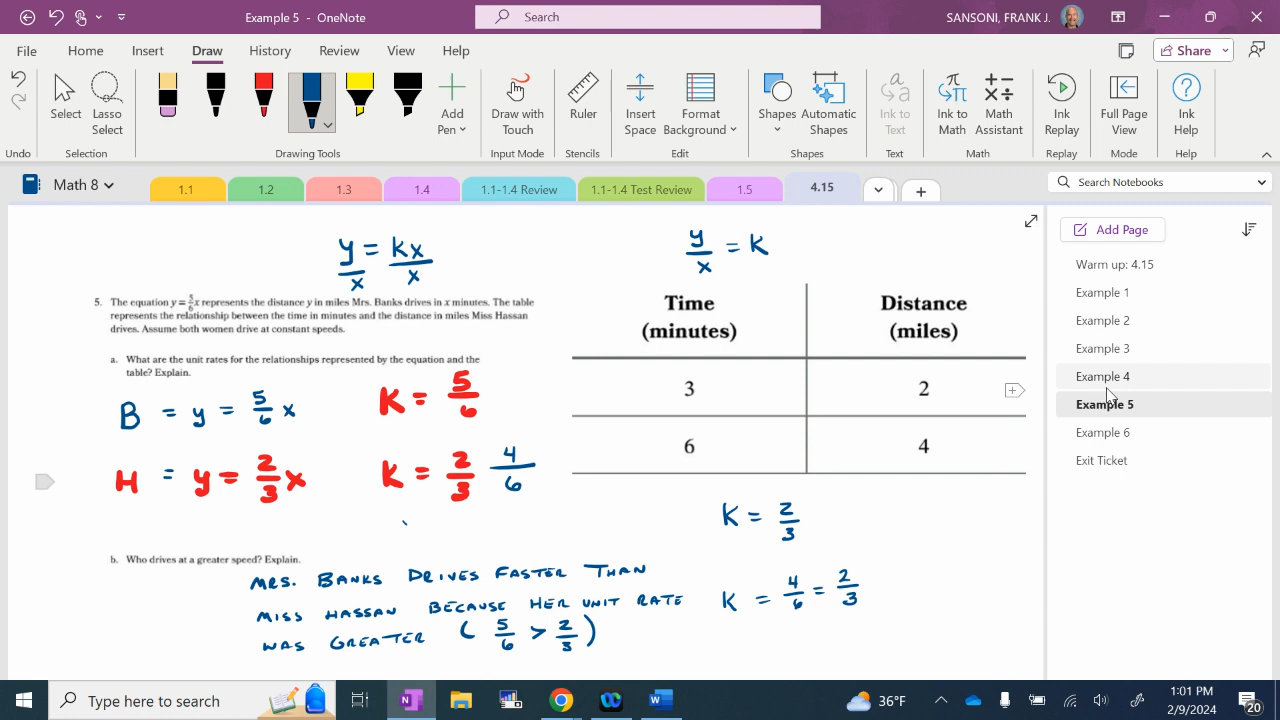 Undo
Example 5 - OneNote
Search
SANSONI, FRANK J.
File Home Insert Draw History Review View Help
Share
Select
Lasso Select
Add Pen
Draw with Touch
Ruler
Insert Space
Format Background
Shapes
Automatic Shapes
Ink to Text
Ink to Math
Math Assistant
Ink Replay
Full Page View
Ink Help
Undo Selection Drawing Tools Input Mode Stencils Edit Shapes Text Math Replay Mode Help
Math 8
1.1 1.2 1.3 1.4 1.1-1.4 Review 1.1-1.4 Test Review 1.5 4.15
Search Notebooks
Add Page
Warm up: 4.15
Example 1
Example 2
Example 3
Example 4
Example 5
Example 6
Exit Ticket
y/x = kx/x
y/x = K
5. The equation y = 5/6x represents the distance y in miles Mrs. Banks drives in x minutes. The table
represents the relationship between the time in minutes and the distance in miles Miss Hassan
drives. Assume both women drive at constant speeds.
a. What are the unit rates for the relationships represented by the equation and the
table? Explain.
B = y = 5/6 x K = 5/6
H = y = 2/3 x K = 2/3 4/6
Time (minutes) Distance (miles)
3 2
6 4
K = 2/3
K = 4/6 = 2/3
b. Who drives at a greater speed? Explain.
MRS. BANKS DRIVES FASTER THAN
MISS HASSAN BECAUSE HER UNIT RATE
WAS GREATER (5/6 > 2/3)
Type here to search
36°F
1:01 PM
2/9/2024
20